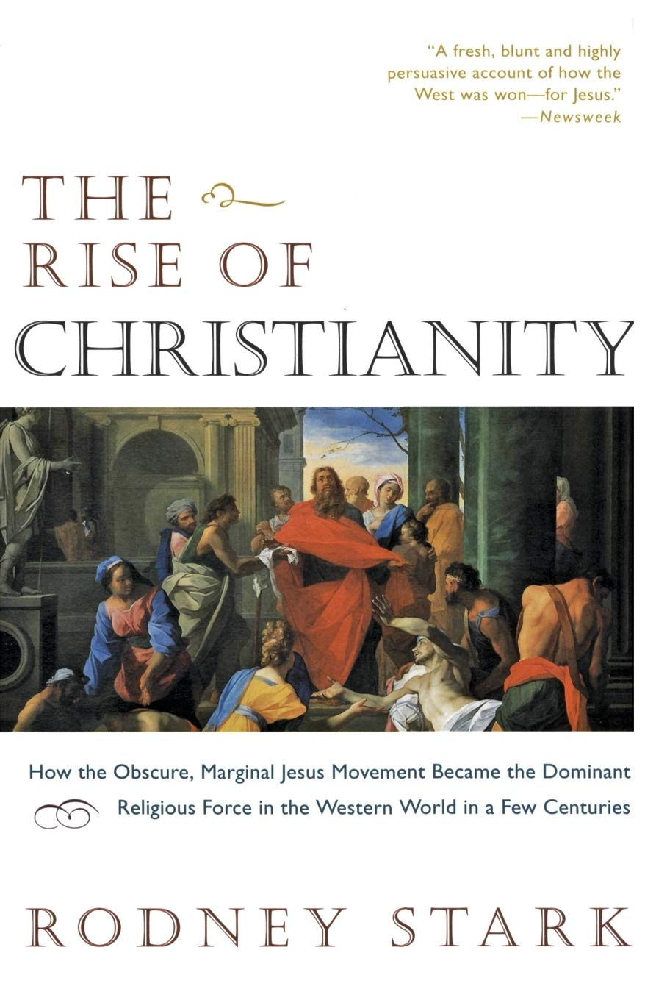 “A fresh, blunt and highly
persuasive account of how the
West was won—for Jesus.”
—Newsweek
THE
RISE OF
CHRISTIANITY
How the Obscure, Marginal Jesus Movement Became the Dominant
Religious Force in the Western World in a Few Centuries
RODNEY STARK